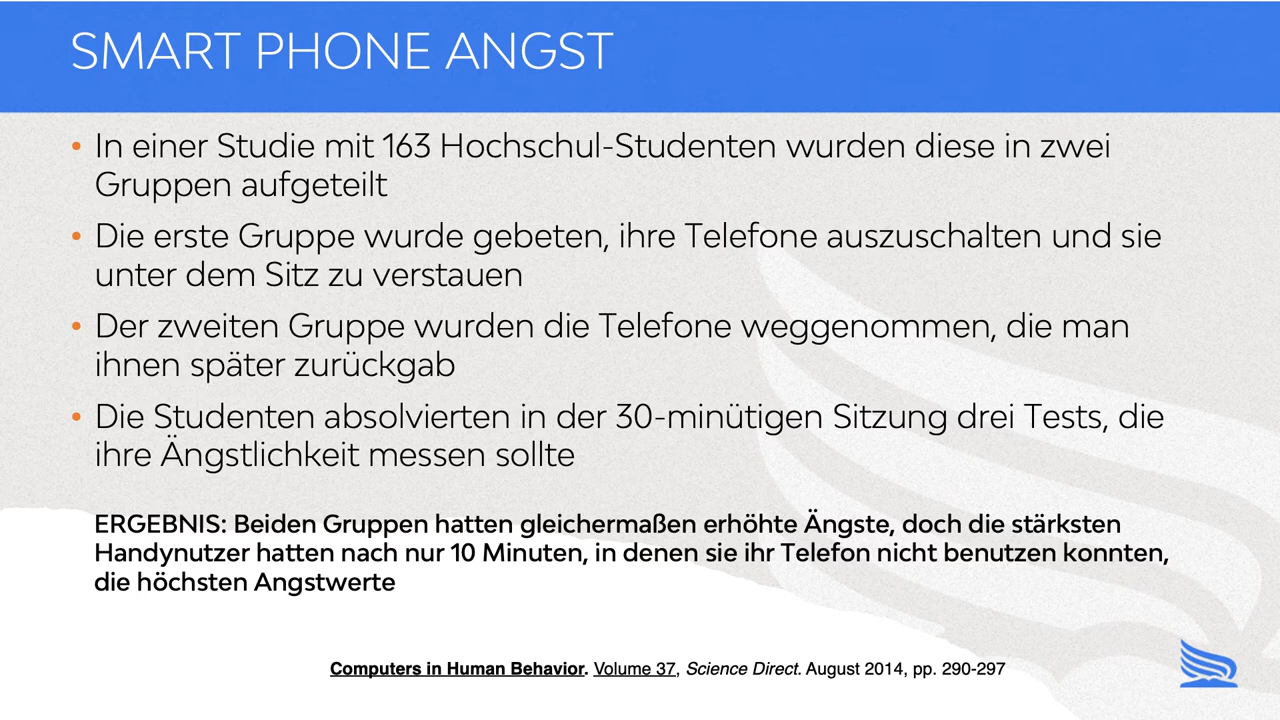 SMART PHONE ANGST
• In einer Studie mit 163 Hochschul-Studenten wurden diese in zwei
Gruppen aufgeteilt
• Die erste Gruppe wurde gebeten, ihre Telefone auszuschalten und sie
unter dem Sitz zu verstauen
• Der zweiten Gruppe wurden die Telefone weggenommen, die man
ihnen später zurückgab
• Die Studenten absolvierten in der 30-minütigen Sitzung drei Tests, die
ihre Ängstlichkeit messen sollte
ERGEBNIS: Beiden Gruppen hatten gleichermaßen erhöhte Ängste, doch die stärksten
Handynutzer hatten nach nur 10 Minuten, in denen sie ihr Telefon nicht benutzen konnten,
die höchsten Angstwerte
Computers in Human Behavior. Volume 37, Science Direct. August 2014, pp. 290-297